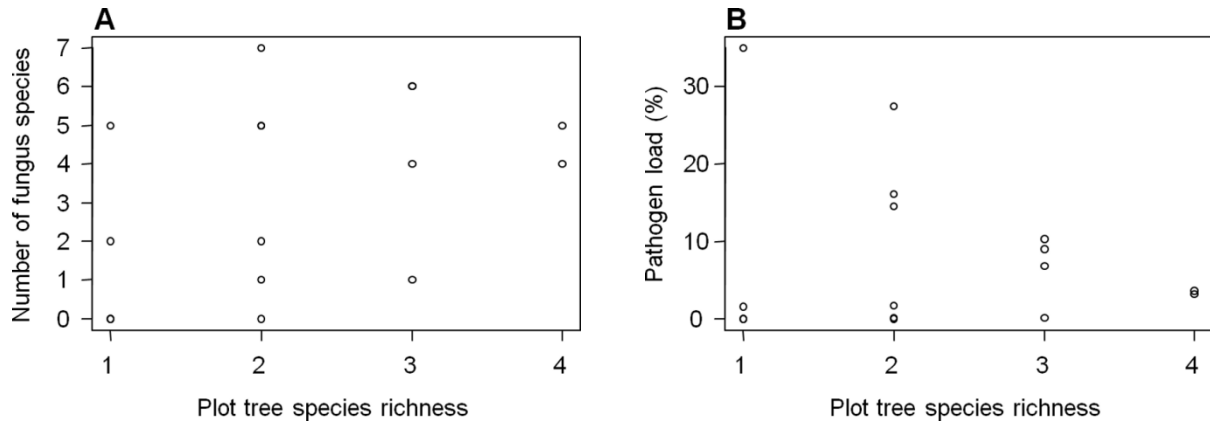 A
Number of fungus species
7
6
5
4
3
2
1
0
1 2 3 4
Plot tree species richness
B
Pathogen load (%)
30
20
10
0
1 2 3 4
Plot tree species richness